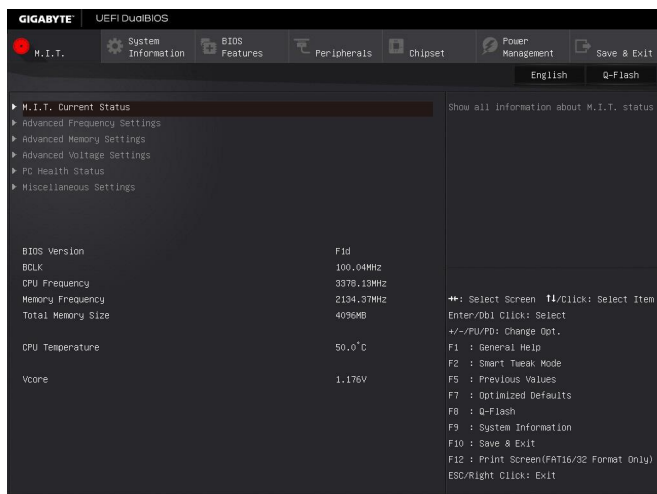 GIGABYTE™ UEFI DualBIOS
M.I.T.
System Information
BIOS Features
Peripherals
Chipset
Power Management
Save & Exit
English
Q-Flash
M.I.T. Current Status
Advanced Frequency Settings
Advanced Memory Settings
Advanced Voltage Settings
PC Health Status
Miscellaneous Settings
Show all information about M.I.T. status
BIOS Version F1d
BCLK 100.04MHz
CPU Frequency 3378.13MHz
Memory Frequency 2134.37MHz
Total Memory Size 4096MB
CPU Temperature 50.0°C
Vcore 1.176V
→←: Select Screen ↑↓/Click: Select Item
Enter/Dbl Click: Select
+/-/PU/PD: Change Opt.
F1 : General Help
F2 : Smart Tweak Mode
F5 : Previous Values
F7 : Optimized Defaults
F8 : Q-Flash
F9 : System Information
F10 : Save & Exit
F12 : Print Screen(FAT16/32 Format Only)
ESC/Right Click: Exit